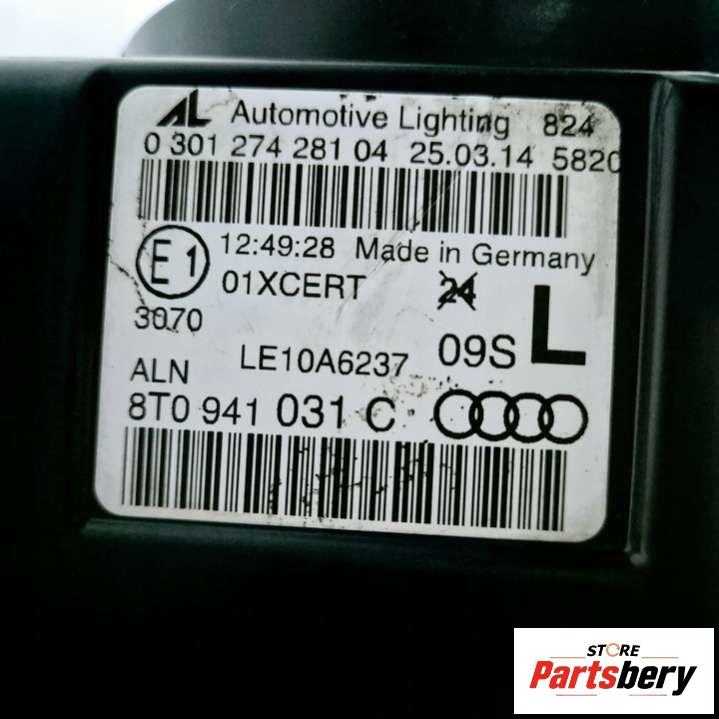 AL Automotive Lighting 824
0 301 274 281 04 25.03.14 5820
E1 12:49:28 Made in Germany
01XCERT 24
3070
09S L
LE10A6237
ALN
8T0 941 031 C
STORE
Partsbery